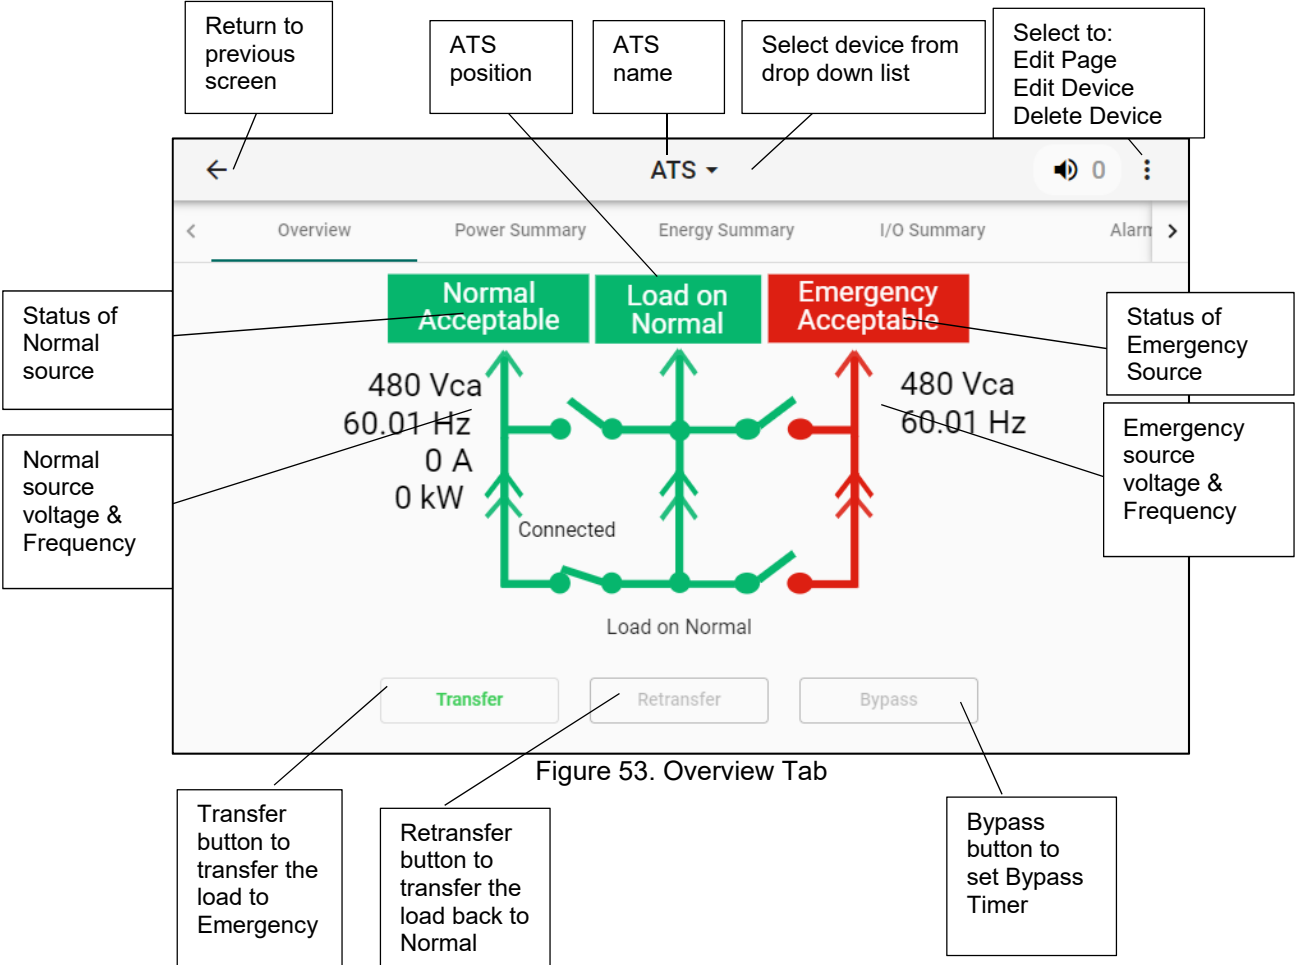 Return to
previous
screen
ATS
position
ATS
name
Select device from
drop down list
Select to:
Edit Page
Edit Device
Delete Device
ATS
0
Overview
Power Summary
Energy Summary
I/O Summary
Alarm
Normal
Acceptable
Load on
Normal
Emergency
Acceptable
Status of
Normal
source
Status of
Emergency
Source
480 Vca
60.01 Hz
0 A
0 kW
480 Vca
60.01 Hz
Normal
source
voltage &
Frequency
Emergency
source
voltage &
Frequency
Connected
Load on Normal
Transfer
Retransfer
Bypass
Figure 53. Overview Tab
Transfer
button to
transfer the
load to
Emergency
Retransfer
button to
transfer the
load back to
Normal
Bypass
button to
set Bypass
Timer